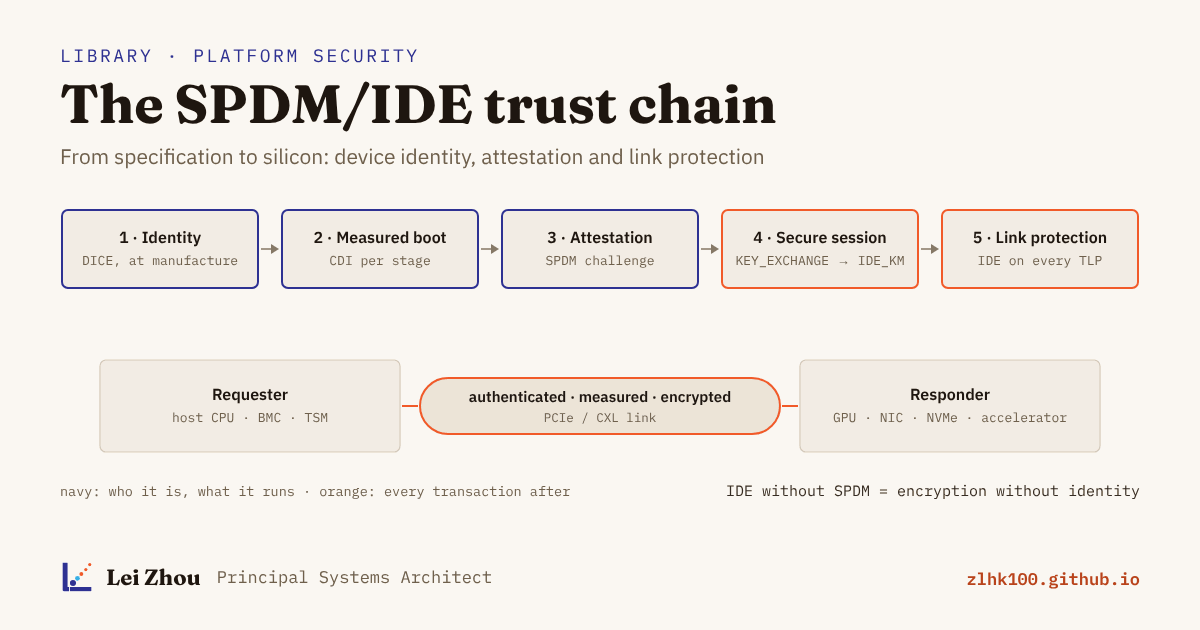 LIBRARY · PLATFORM SECURITY
The SPDM/IDE trust chain
From specification to silicon: device identity, attestation and link protection
1 · Identity
DICE, at manufacture
2 · Measured boot
CDI per stage
3 · Attestation
SPDM challenge
4 · Secure session
KEY_EXCHANGE → IDE_KM
5 · Link protection
IDE on every TLP
Requester
host CPU · BMC · TSM
authenticated · measured · encrypted
PCIe / CXL link
Responder
GPU · NIC · NVMe · accelerator
navy: who it is, what it runs · orange: every transaction after
IDE without SPDM = encryption without identity
Lei Zhou
Principal Systems Architect
zlhk100.github.io